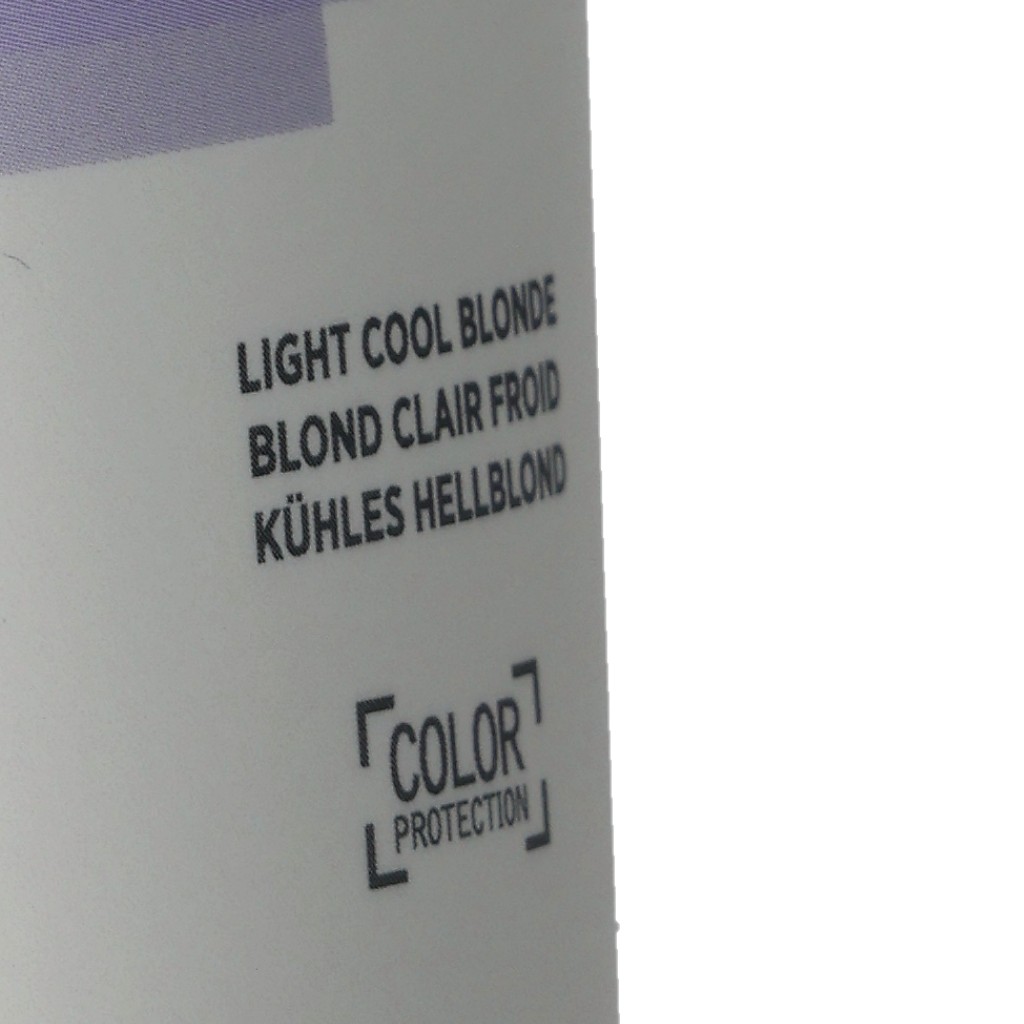 LIGHT COOL BLONDE
BLOND CLAIR FROID
KÜHLES HELLBLOND
COLOR
PROTECTION